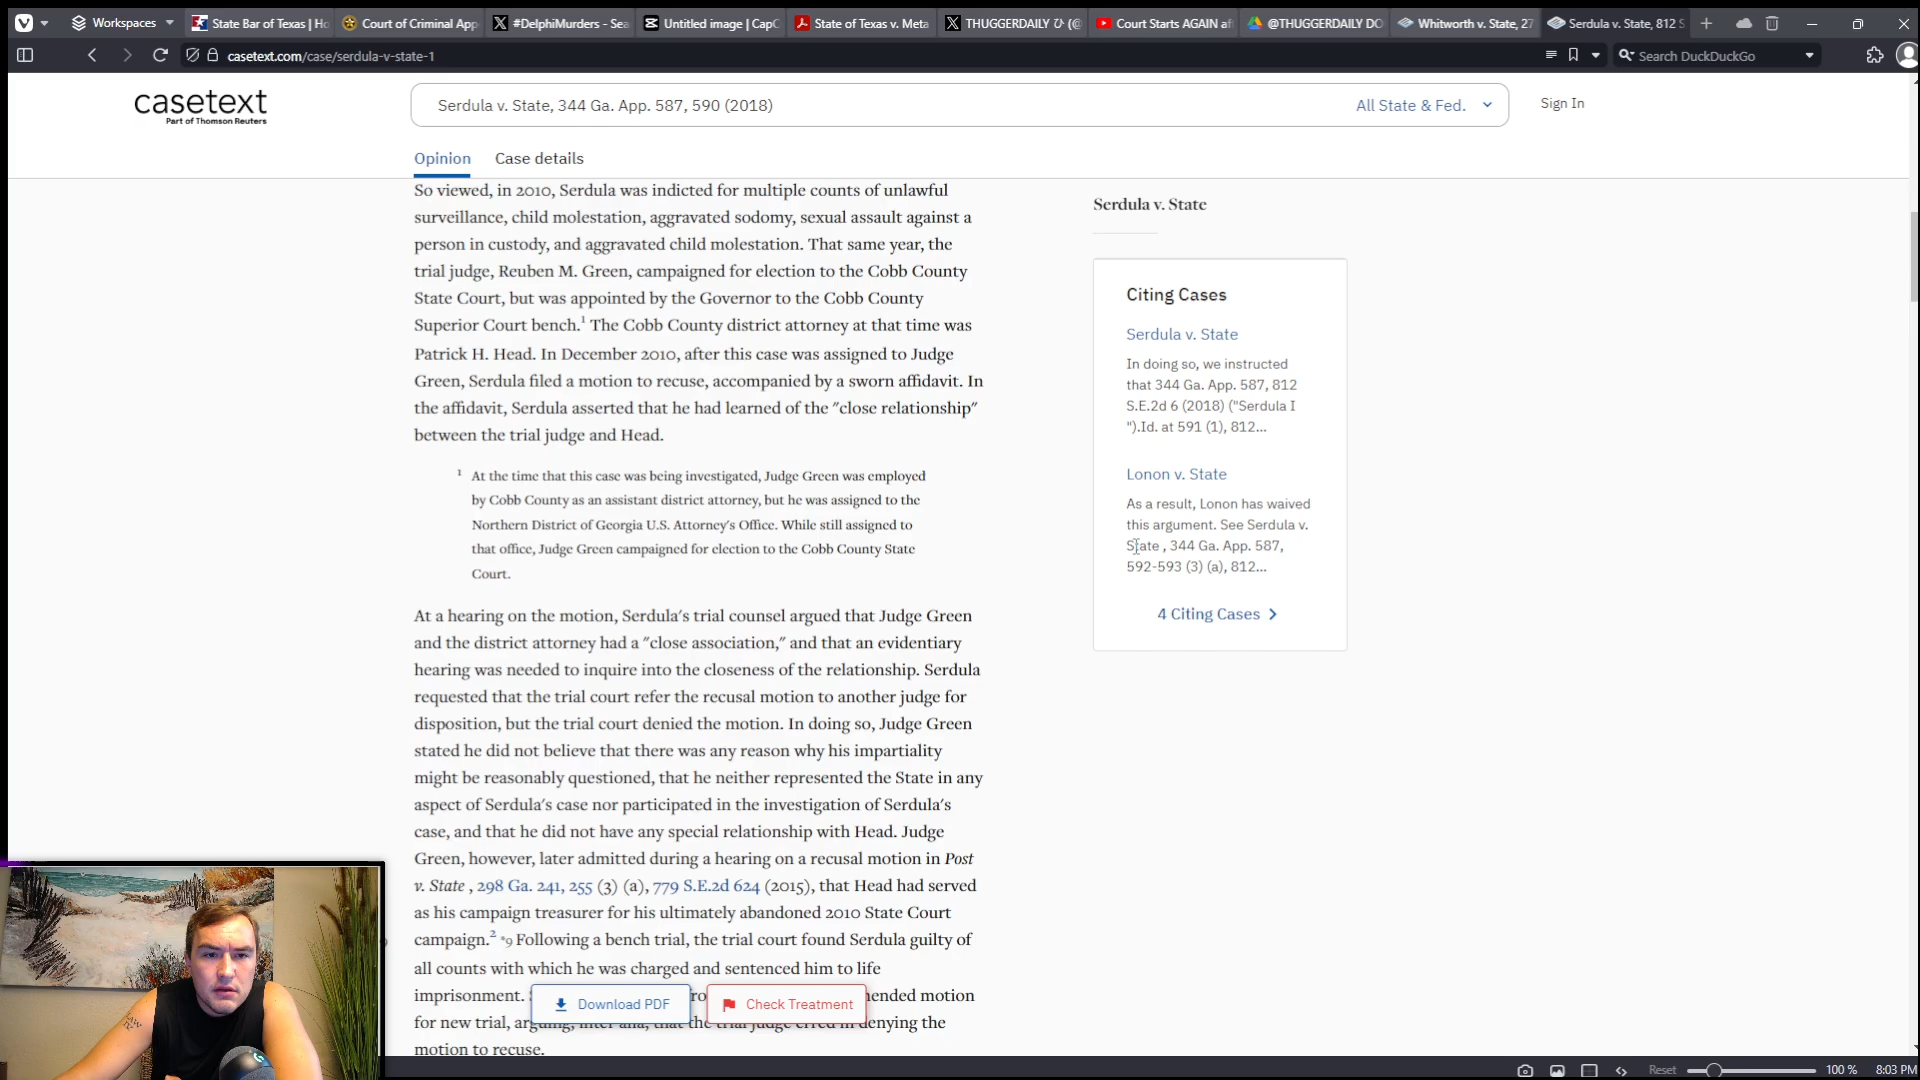 Workspaces
State Bar of Texas | Ho
Court of Criminal App
#DelphiMurders - Sea
Untitled image | CapC
State of Texas v. Meta
THUGGERDAILY ひ (@
Court Starts AGAIN af
@THUGGERDAILY DO
Whitworth v. State, 27
Serdula v. State, 812 S
casetext.com/case/serdula-v-state-1
Search DuckDuckGo
casetext
Part of Thomson Reuters
Serdula v. State, 344 Ga. App. 587, 590 (2018)
All State & Fed.
Sign In
Opinion
Case details
So viewed, in 2010, Serdula was indicted for multiple counts of unlawful
surveillance, child molestation, aggravated sodomy, sexual assault against a
person in custody, and aggravated child molestation. That same year, the
trial judge, Reuben M. Green, campaigned for election to the Cobb County
State Court, but was appointed by the Governor to the Cobb County
Superior Court bench.1 The Cobb County district attorney at that time was
Patrick H. Head. In December 2010, after this case was assigned to Judge
Green, Serdula filed a motion to recuse, accompanied by a sworn affidavit. In
the affidavit, Serdula asserted that he had learned of the "close relationship"
between the trial judge and Head.
1 At the time that this case was being investigated, Judge Green was employed
by Cobb County as an assistant district attorney, but he was assigned to the
Northern District of Georgia U.S. Attorney's Office. While still assigned to
that office, Judge Green campaigned for election to the Cobb County State
Court.
At a hearing on the motion, Serdula's trial counsel argued that Judge Green
and the district attorney had a "close association," and that an evidentiary
hearing was needed to inquire into the closeness of the relationship. Serdula
requested that the trial court refer the recusal motion to another judge for
disposition, but the trial court denied the motion. In doing so, Judge Green
stated he did not believe that there was any reason why his impartiality
might be reasonably questioned, that he neither represented the State in any
aspect of Serdula's case nor participated in the investigation of Serdula's
case, and that he did not have any special relationship with Head. Judge
Green, however, later admitted during a hearing on a recusal motion in Post
v. State , 298 Ga. 241, 255 (3) (a), 779 S.E.2d 624 (2015), that Head had served
as his campaign treasurer for his ultimately abandoned 2010 State Court
campaign.2 *9 Following a bench trial, the trial court found Serdula guilty of
all counts with which he was charged and sentenced him to life
imprisonment.
for new trial, arguing, inter alia, that the trial judge erred in denying the
motion to recuse.
Download PDF
Check Treatment
Serdula v. State
Citing Cases
Serdula v. State
In doing so, we instructed
that 344 Ga. App. 587, 812
S.E.2d 6 (2018) ("Serdula I
").Id. at 591 (1), 812...
Lonon v. State
As a result, Lonon has waived
this argument. See Serdula v.
State , 344 Ga. App. 587,
592-593 (3) (a), 812...
4 Citing Cases
Reset
100 %
8:03 PM